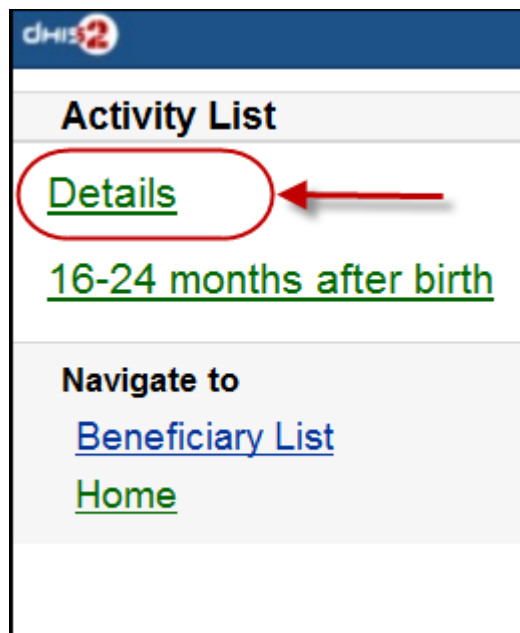 dHIS2
Activity List
Details
16-24 months after birth
Navigate to
Beneficiary List
Home